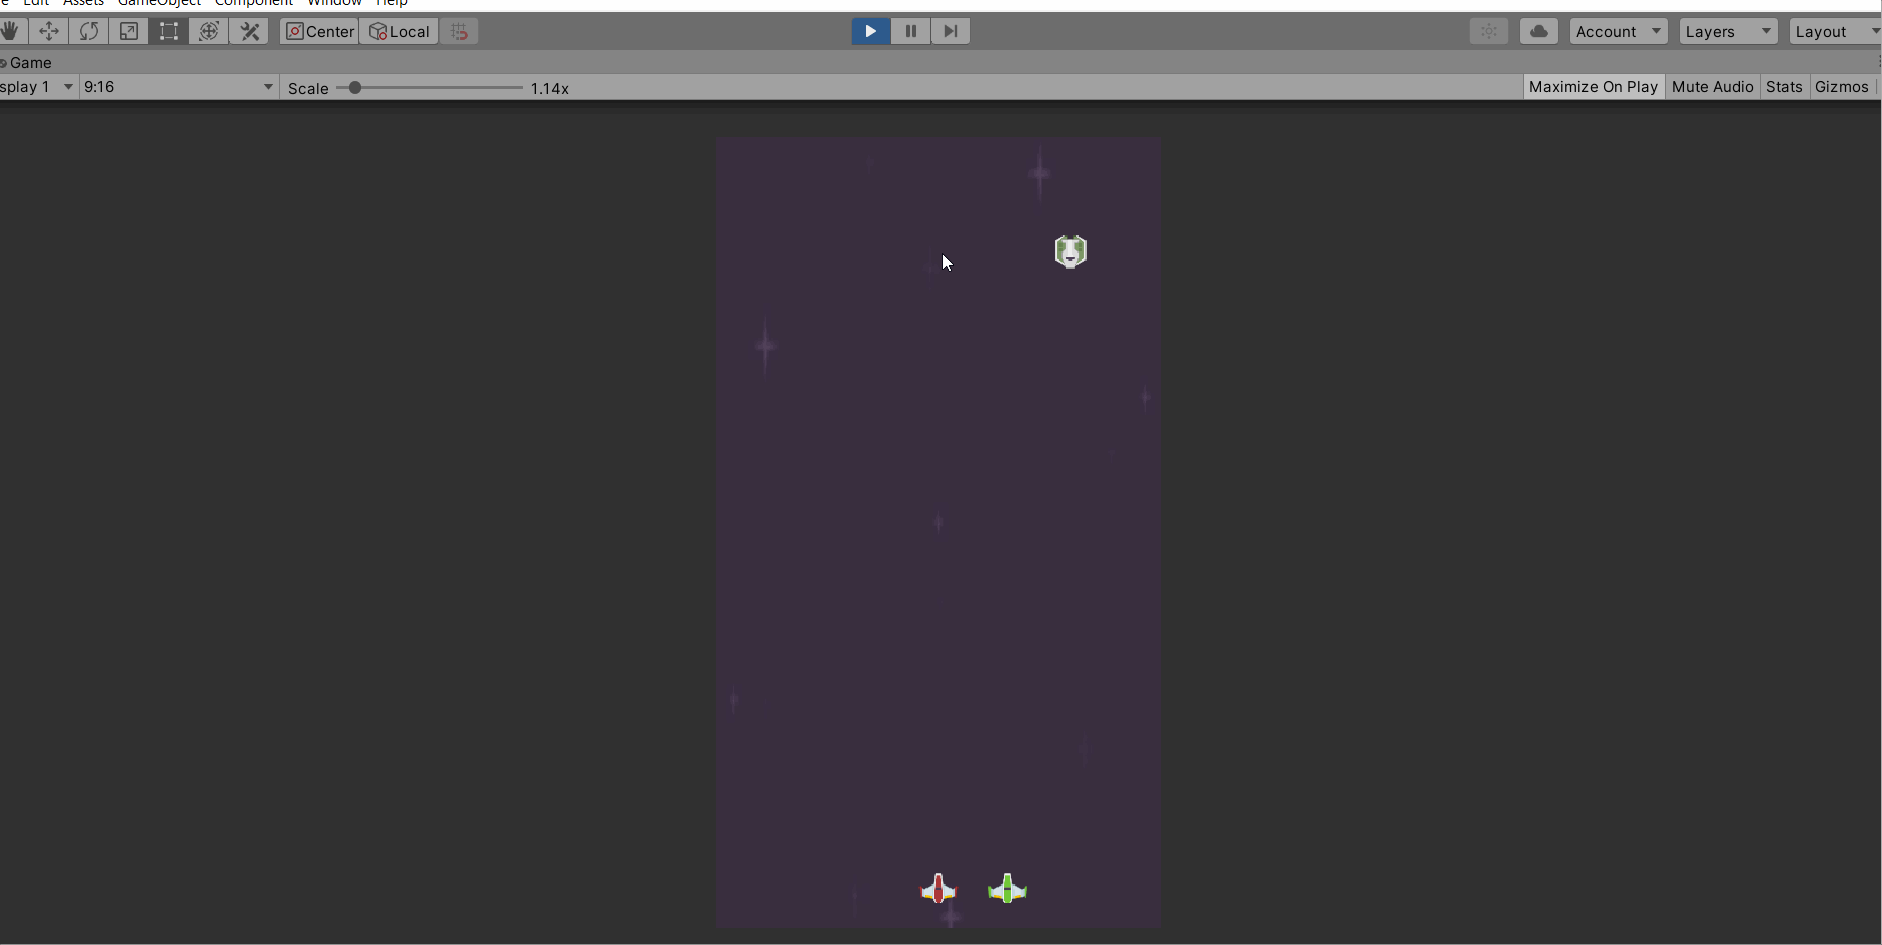 Edit Assets GameObject Component Window Help
Center Local Account Layers Layout
Game
splay 1 9:16 Scale 1.14x Maximize On Play Mute Audio Stats Gizmos